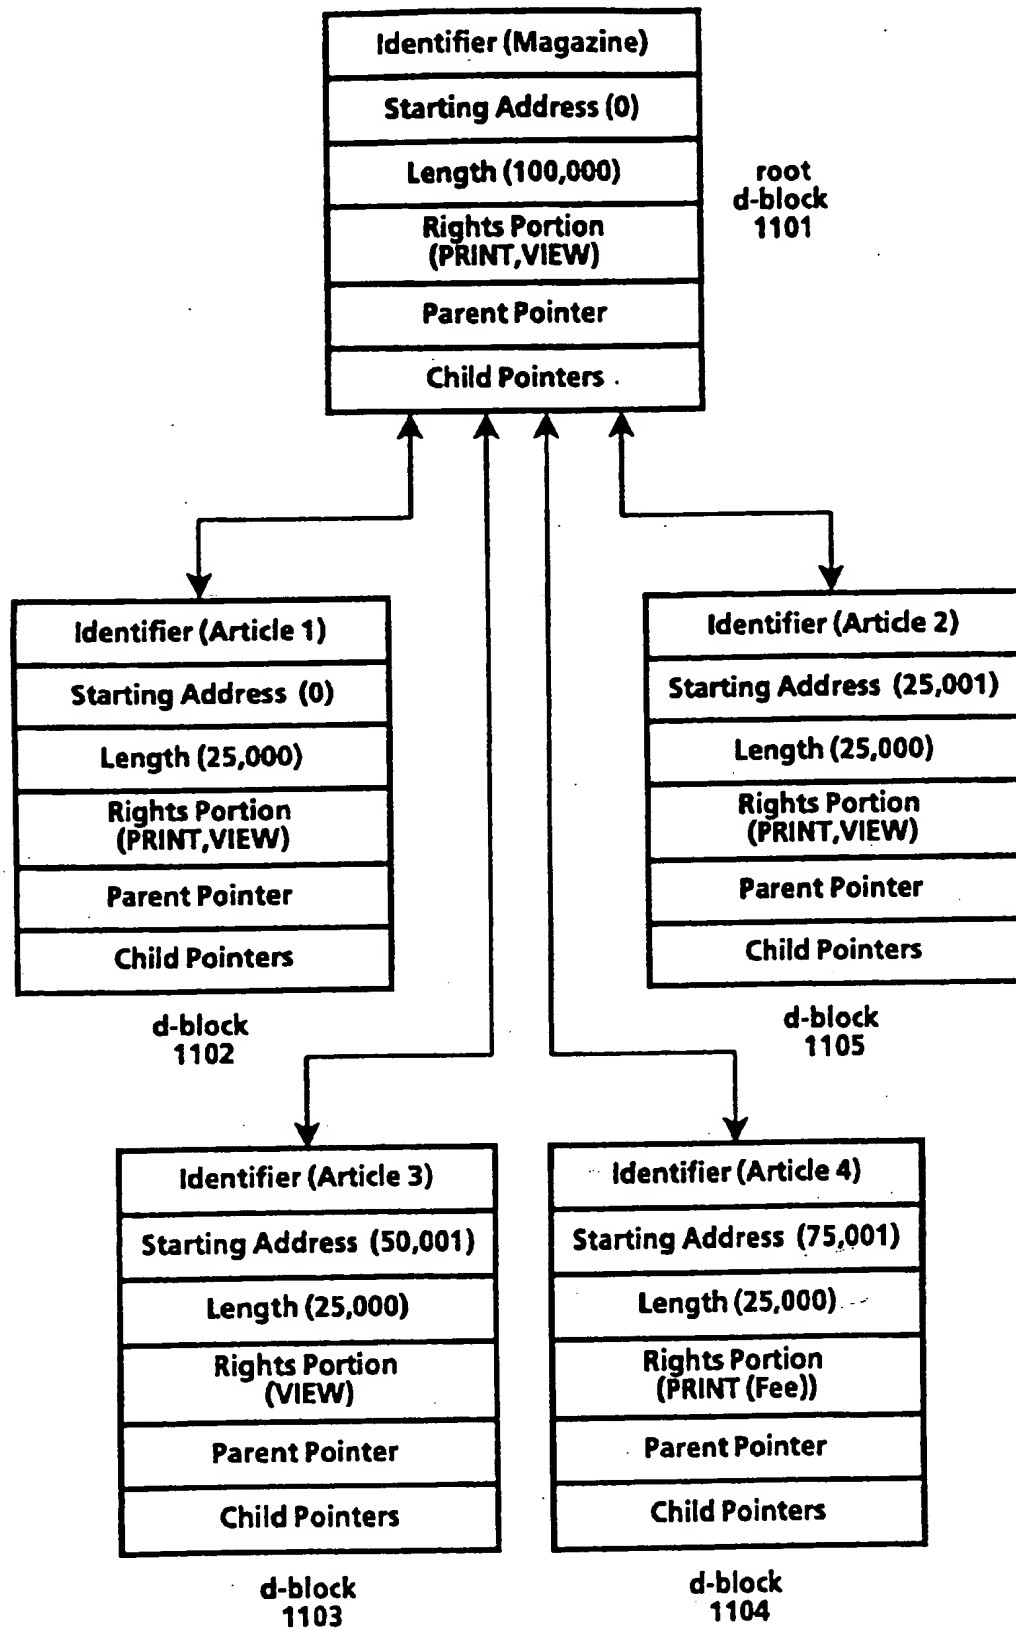 Identifier (Magazine)
Starting Address (0)
Length (100,000)
Rights Portion
(PRINT,VIEW)
Parent Pointer
Child Pointers
root
d-block
1101
Identifier (Article 1)
Starting Address (0)
Length (25,000)
Rights Portion
(PRINT,VIEW)
Parent Pointer
Child Pointers
d-block
1102
Identifier (Article 2)
Starting Address (25,001)
Length (25,000)
Rights Portion
(PRINT,VIEW)
Parent Pointer
Child Pointers
d-block
1105
Identifier (Article 3)
Starting Address (50,001)
Length (25,000)
Rights Portion
(VIEW)
Parent Pointer
Child Pointers
d-block
1103
Identifier (Article 4)
Starting Address (75,001)
Length (25,000)
Rights Portion
(PRINT (Fee))
Parent Pointer
Child Pointers
d-block
1104